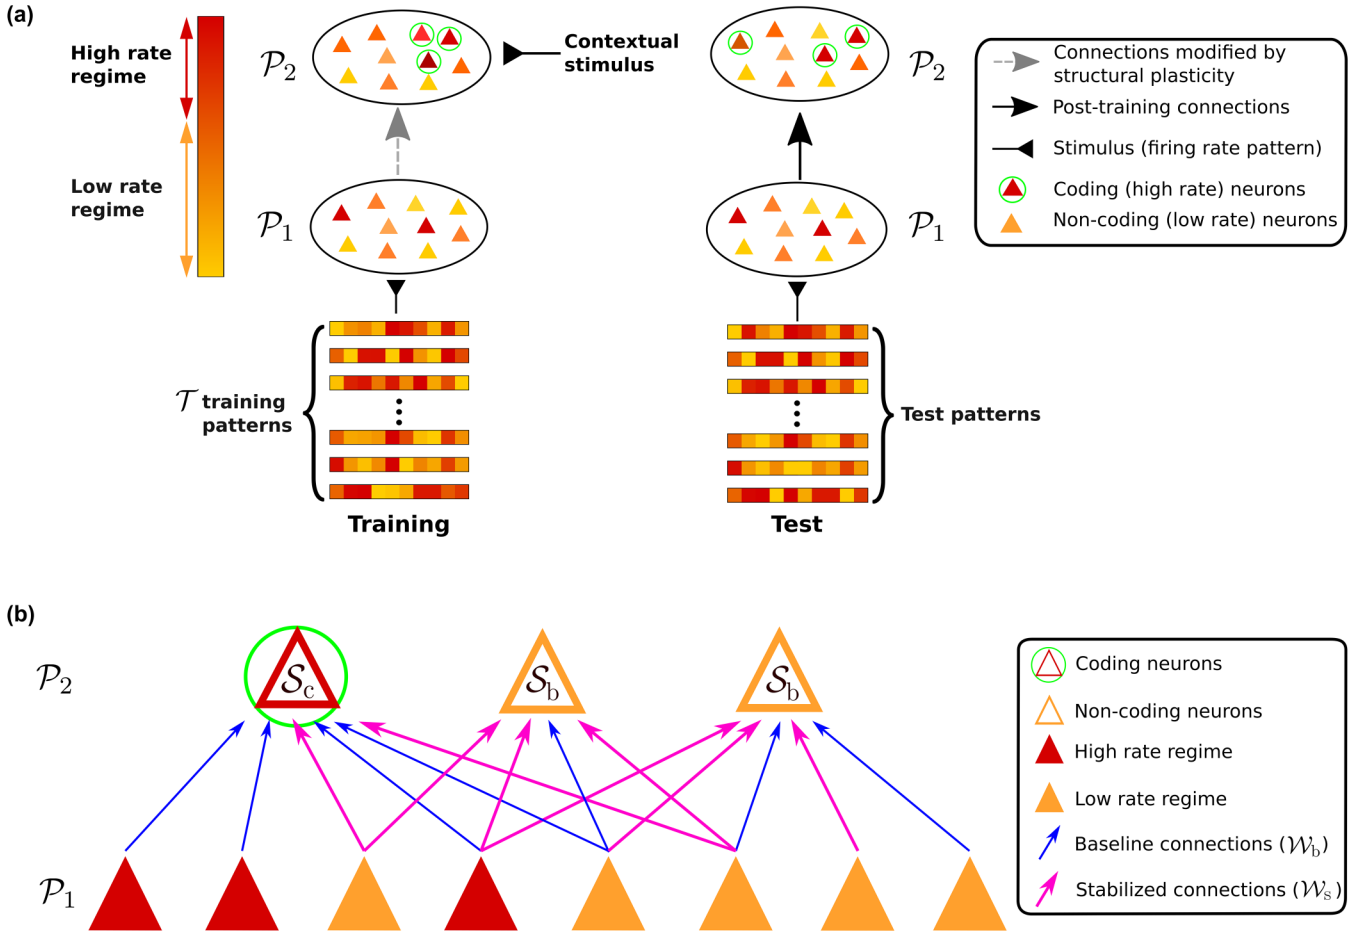 (a)
High rate
regime
Low rate
regime
𝒫₂
Contextual
stimulus
𝒫₂
𝒫₁
𝒫₁
𝒯 training
patterns
Test patterns
Training
Test
Connections modified by
structural plasticity
Post-training connections
Stimulus (firing rate pattern)
Coding (high rate) neurons
Non-coding (low rate) neurons
(b)
𝒫₂
𝒮c
𝒮b
𝒮b
𝒫₁
Coding neurons
Non-coding neurons
High rate regime
Low rate regime
Baseline connections (𝒲b)
Stabilized connections (𝒲s)